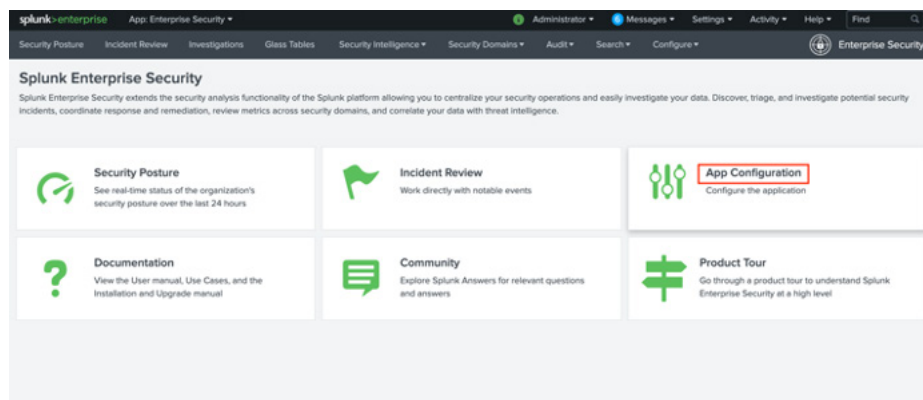 splunk>enterprise App: Enterprise Security Administrator 6 Messages Settings Activity Help Find
Security Posture Incident Review Investigations Glass Tables Security Intelligence Security Domains Audit Search Configure Enterprise Security
Splunk Enterprise Security
Splunk Enterprise Security extends the security analysis functionality of the Splunk platform allowing you to centralize your security operations and easily investigate your data. Discover, triage, and investigate potential security
incidents, coordinate response and remediation, review metrics across security domains, and correlate your data with threat intelligence.
Security Posture
See real-time status of the organization's
security posture over the last 24 hours
Incident Review
Work directly with notable events
App Configuration
Configure the application
Documentation
View the User manual, Use Cases, and the
Installation and Upgrade manual
Community
Explore Splunk Answers for relevant questions
and answers
Product Tour
Go through a product tour to understand Splunk
Enterprise Security at a high level